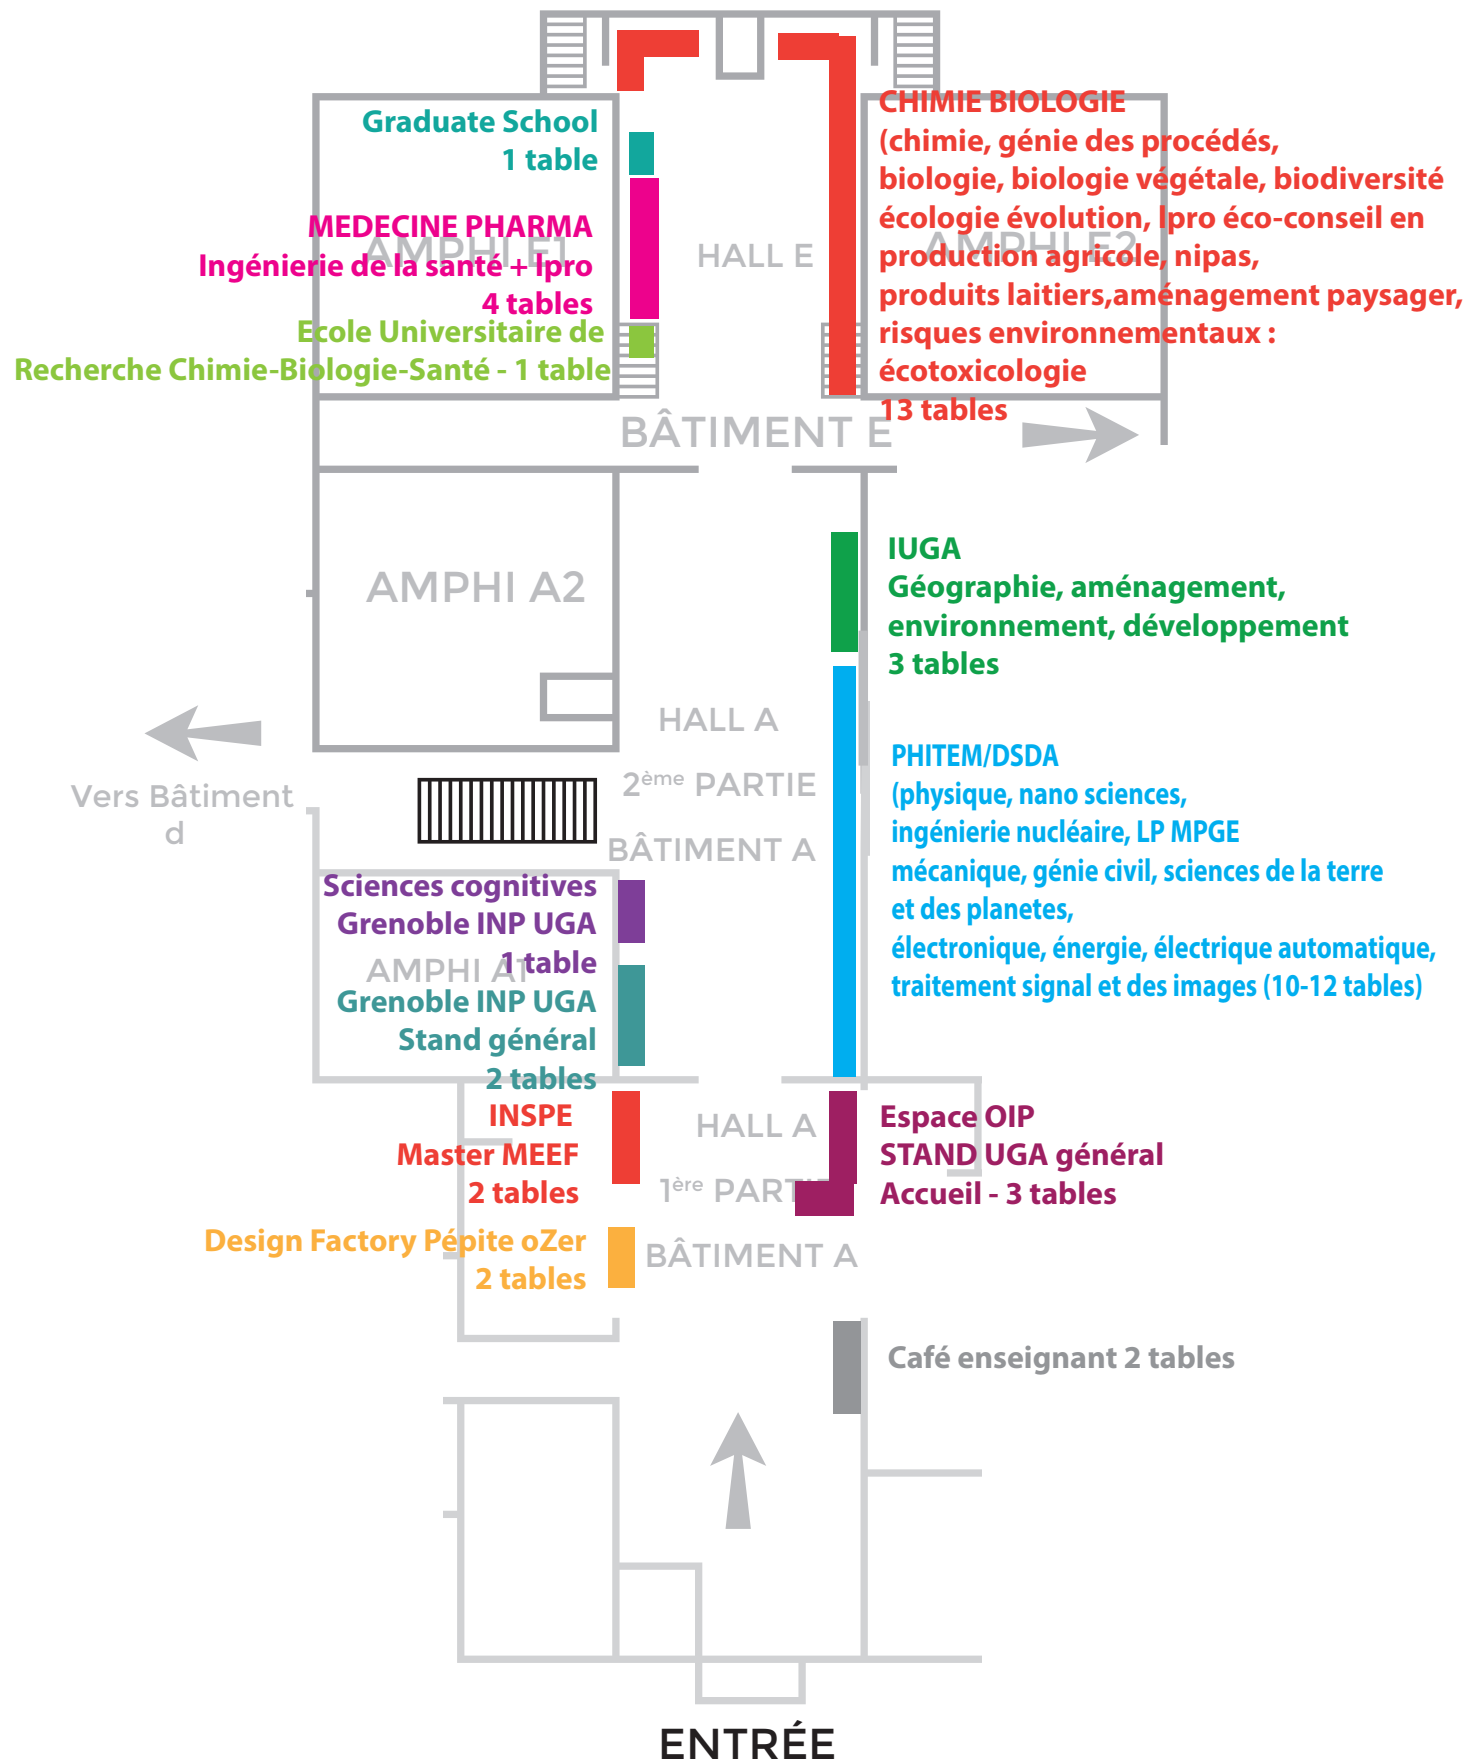 Graduate School
1 table
MEDECINE PHARMA
Ingénierie de la santé + lpro
4 tables
Ecole Universitaire de
Recherche Chimie-Biologie-Santé - 1 table
AMPHI E1
HALL E
AMPHI E2
CHIMIE BIOLOGIE
(chimie, génie des procédés,
biologie, biologie végétale, biodiversité
écologie évolution, lpro éco-conseil en
production agricole, nipas,
produits laitiers,aménagement paysager,
risques environnementaux :
écotoxicologie
13 tables
BÂTIMENT E
AMPHI A2
IUGA
Géographie, aménagement,
environnement, développement
3 tables
HALL A
2ème PARTIE
BÂTIMENT A
Vers Bâtiment
d
PHITEM/DSDA
(physique, nano sciences,
ingénierie nucléaire, LP MPGE
mécanique, génie civil, sciences de la terre
et des planetes,
électronique, énergie, électrique automatique,
traitement signal et des images (10-12 tables)
Sciences cognitives
Grenoble INP UGA
1 table
AMPHI A1
Grenoble INP UGA
Stand général
2 tables
INSPE
Master MEEF
2 tables
HALL A
1ère PARTIE
BÂTIMENT A
Espace OIP
STAND UGA général
Accueil - 3 tables
Design Factory Pépite oZer
2 tables
Café enseignant 2 tables
ENTRÉE